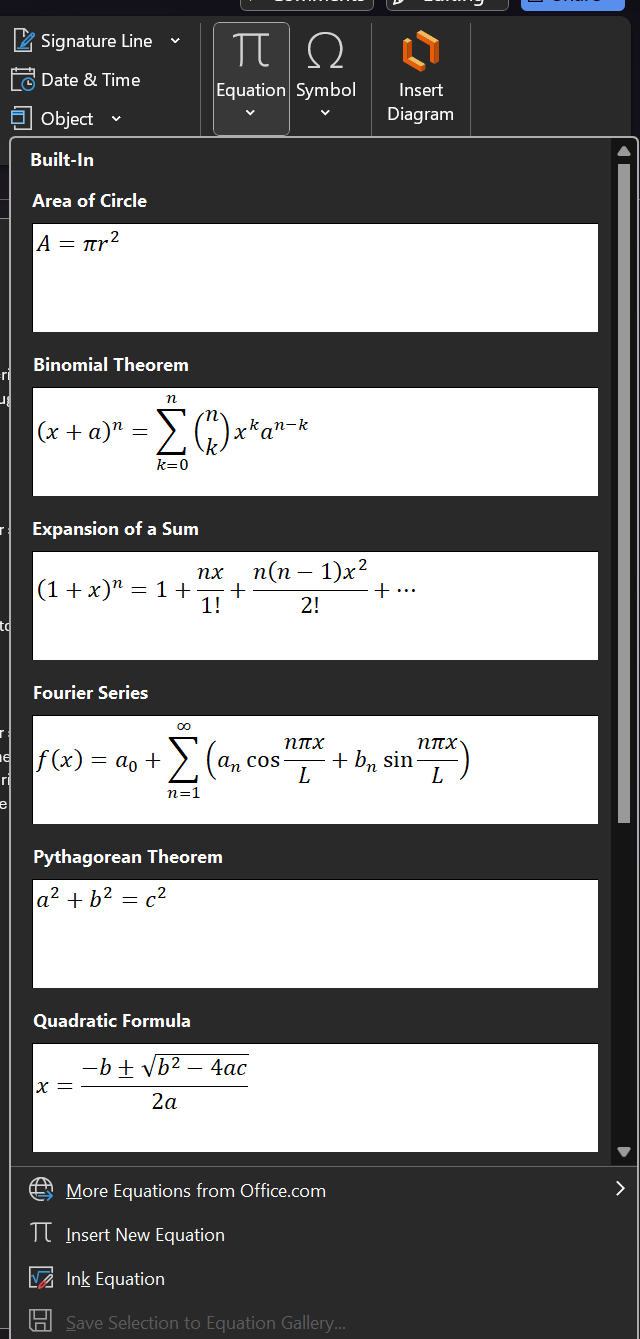 Comments
Editing
Share
Signature Line
Date & Time
Object
Equation
Symbol
Insert
Diagram
Built-In
Area of Circle
A = πr²
Binomial Theorem
(x + a)ⁿ = ∑ₖ₌₀ⁿ (n k) xᵏaⁿ⁻ᵏ
Expansion of a Sum
(1 + x)ⁿ = 1 + nx/1! + n(n − 1)x²/2! + ⋯
Fourier Series
f(x) = a₀ + ∑ₙ₌₁^∞ (aₙ cos nπx/L + bₙ sin nπx/L)
Pythagorean Theorem
a² + b² = c²
Quadratic Formula
x = (−b ± √(b² − 4ac))/2a
More Equations from Office.com
Insert New Equation
Ink Equation
Save Selection to Equation Gallery...